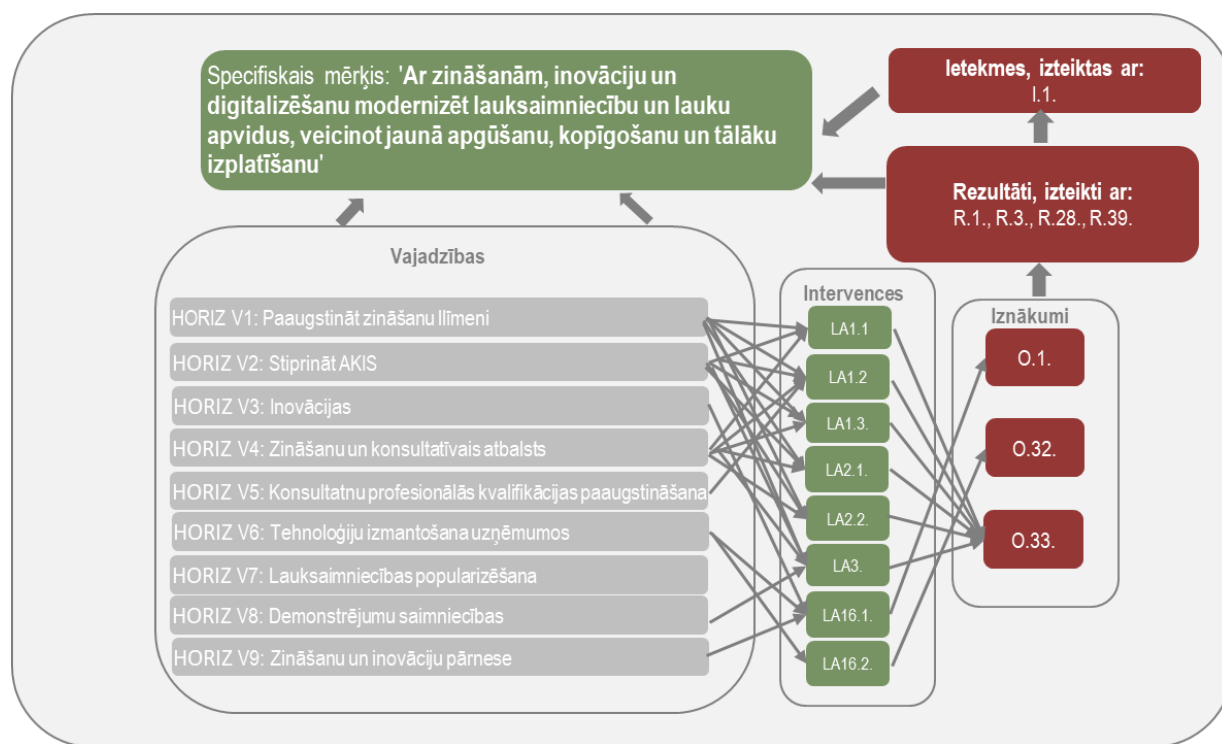 Specifiskais mērķis: 'Ar zināšanām, inovāciju un
digitalizēšanu modernizēt lauksaimniecību un lauku
apvidus, veicinot jaunā apgūšanu, kopīgošanu un tālāku
izplatīšanu'
Ietekmes, izteiktas ar:
I.1.
Rezultāti, izteikti ar:
R.1., R.3., R.28., R.39.
Vajadzības
HORIZ V1: Paaugstināt zināšanu llīmeni
HORIZ V2: Stiprināt AKIS
HORIZ V3: Inovācijas
HORIZ V4: Zināšanu un konsultatīvais atbalsts
HORIZ V5: Konsultatnu profesionālās kvalifikācijas paaugstināšana
HORIZ V6: Tehnoloģiju izmantošana uzņēmumos
HORIZ V7: Lauksaimniecības popularizēšana
HORIZ V8: Demonstrējumu saimniecības
HORIZ V9: Zināšanu un inovāciju pārnese
Intervences
LA1.1
LA1.2
LA1.3.
LA2.1.
LA2.2.
LA3.
LA16.1.
LA16.2.
Iznākumi
O.1.
O.32.
O.33.